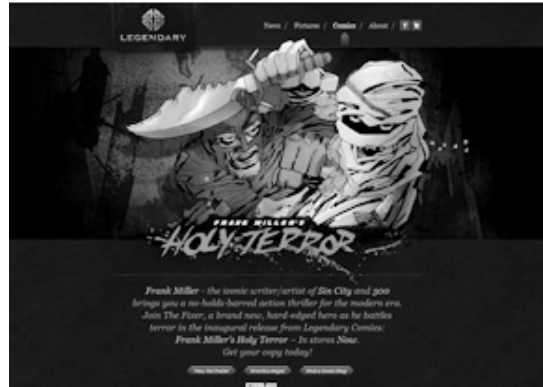 LEGENDARY
News / Pictures / Comics / About /
FRANK MILLER'S
HOLY TERROR
Frank Miller - the iconic writer/artist of Sin City and 300
brings you a no-holds-barred action thriller for the modern era.
Join The Fixer, a brand new, hard-edged hero as he battles
terror in the inaugural release from Legendary Comics:
Frank Miller's Holy Terror – In stores Now.
Get your copy today!
Find a Comic Shop